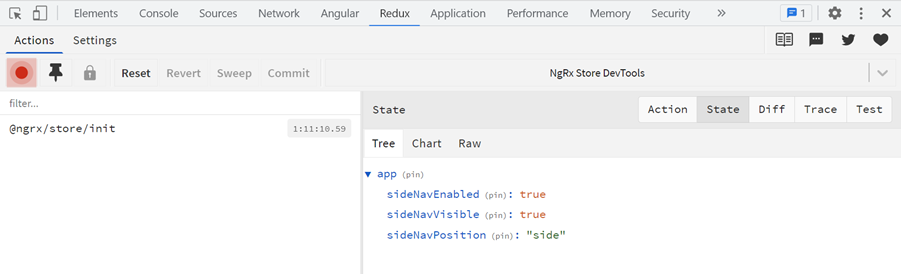 Elements Console Sources Network Angular Redux Application Performance Memory Security » 1
Actions Settings
Reset Revert Sweep Commit NgRx Store DevTools
filter...
State Action State Diff Trace Test
@ngrx/store/init 1:11:10.59
Tree Chart Raw
app (pin)
sideNavEnabled (pin): true
sideNavVisible (pin): true
sideNavPosition (pin): "side"